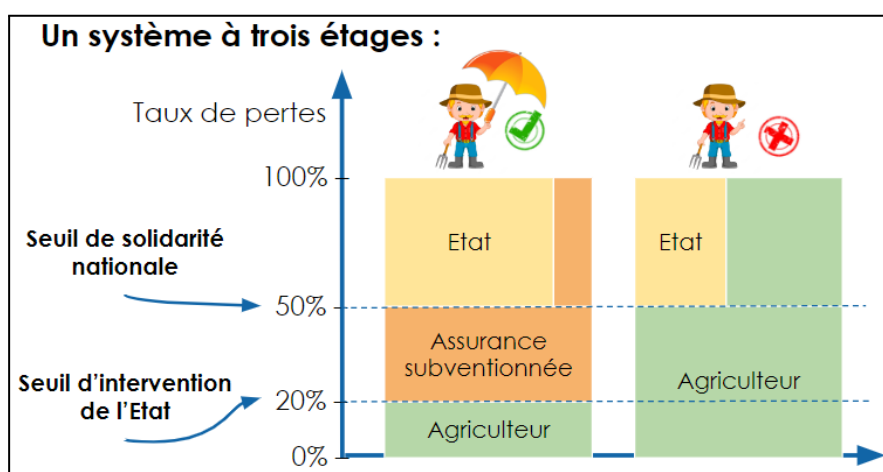 Un système à trois étages :
Taux de pertes
100%
Seuil de solidarité
nationale
Etat
Etat
50%
Assurance
subventionnée
Seuil d’intervention
de l’Etat
Agriculteur
20%
Agriculteur
0%